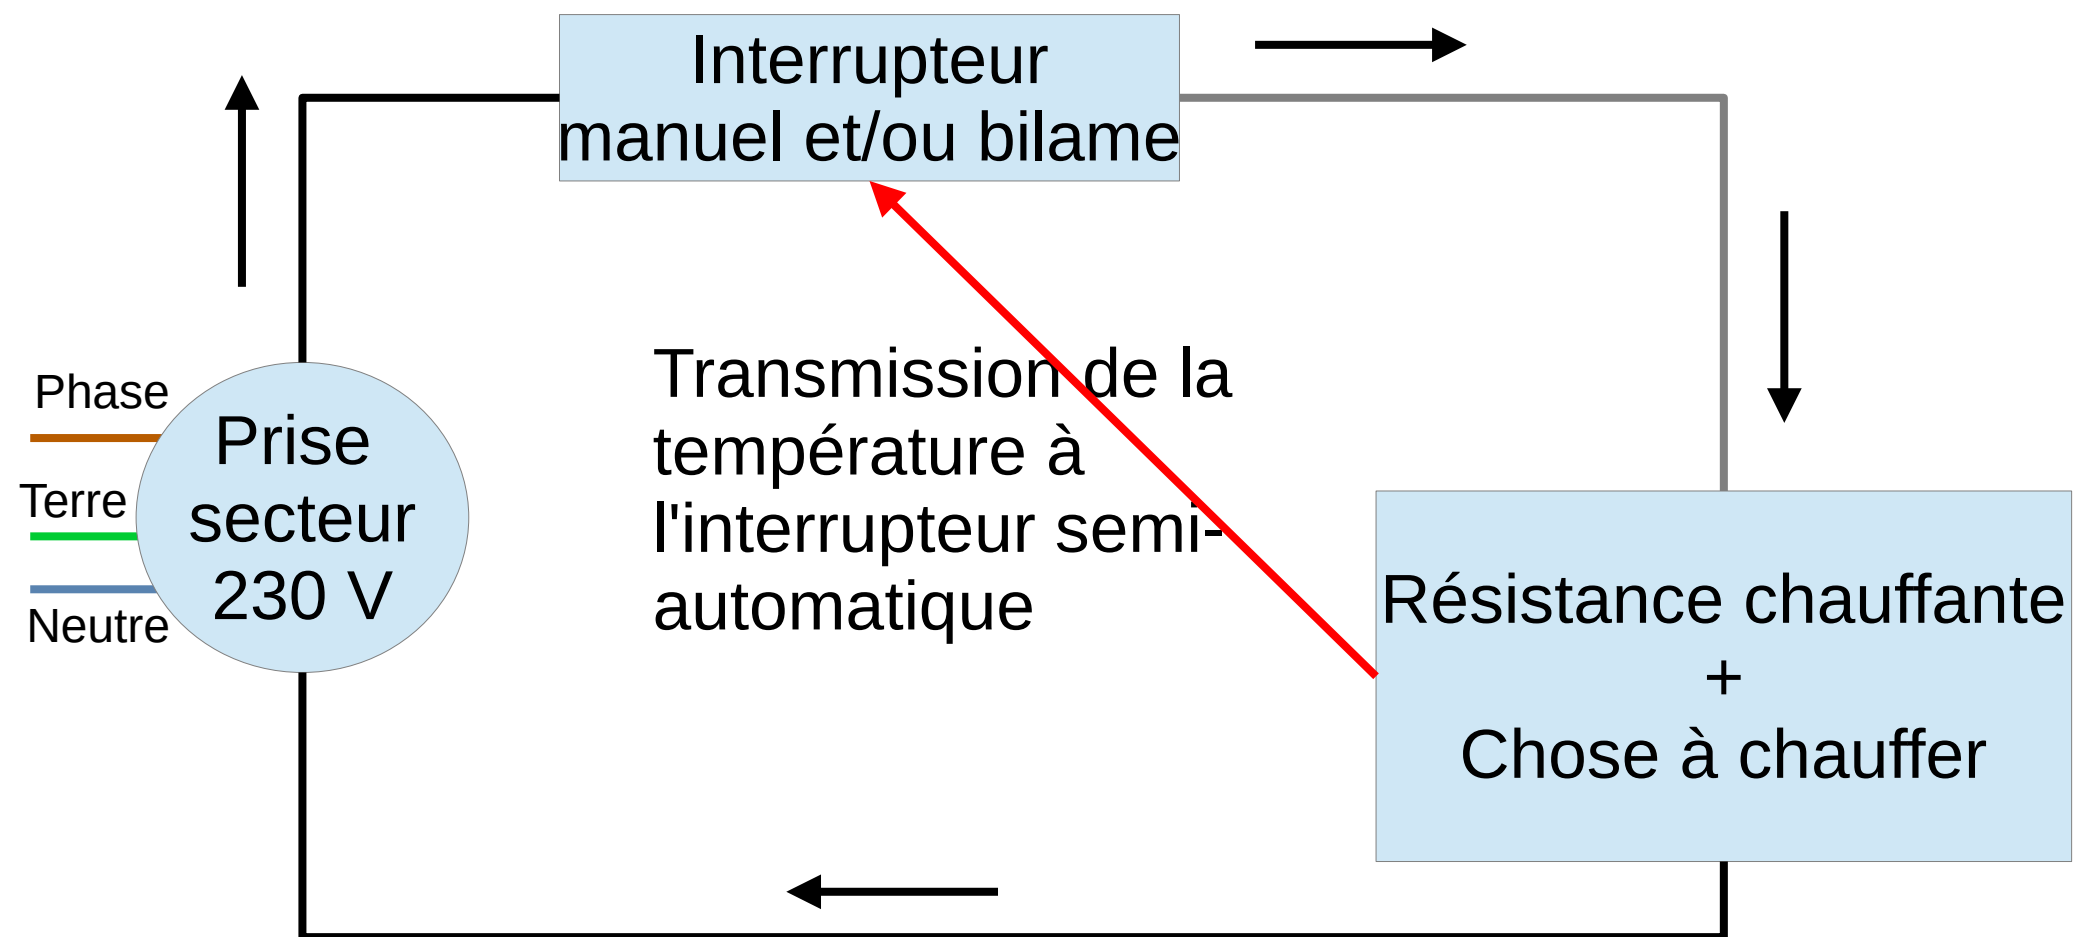 Interrupteur
manuel et/ou bilame
Transmission de la
température à
l'interrupteur semi-
automatique
Phase
Terre
Neutre
Prise
secteur
230 V
Résistance chauffante
+
Chose à chauffer